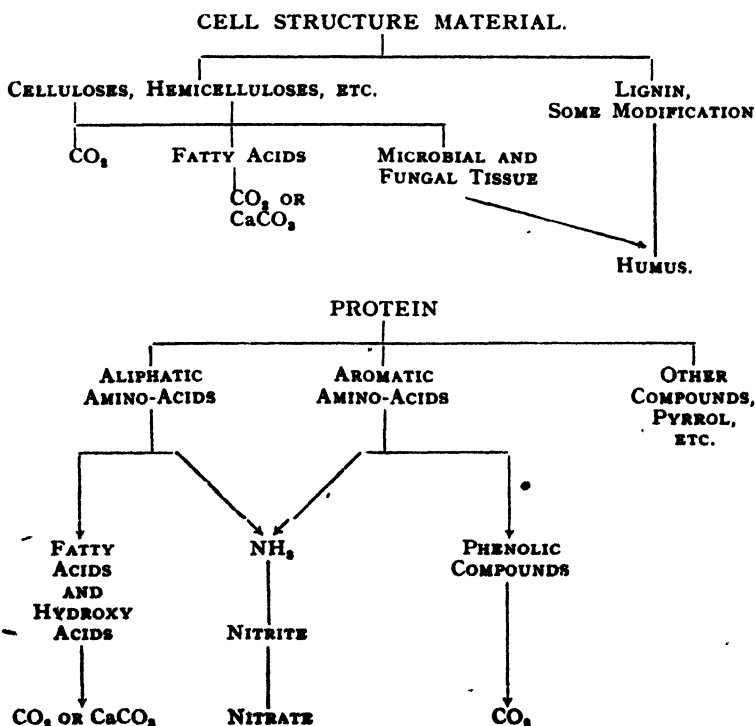 CELL STRUCTURE MATERIAL.
CELLULOSES, HEMICELLULOSES, ETC.
LIGNIN,
SOME MODIFICATION
CO₂
FATTY ACIDS
MICROBIAL AND
FUNGAL TISSUE
CO₂ OR
CaCO₃
HUMUS.
PROTEIN
ALIPHATIC
AMINO-ACIDS
AROMATIC
AMINO-ACIDS
OTHER
COMPOUNDS,
PYRROL,
ETC.
FATTY
ACIDS
AND
HYDROXY
ACIDS
NH₃
PHENOLIC
COMPOUNDS
NITRITE
CO₂ OR CaCO₃
NITRATE
CO₂